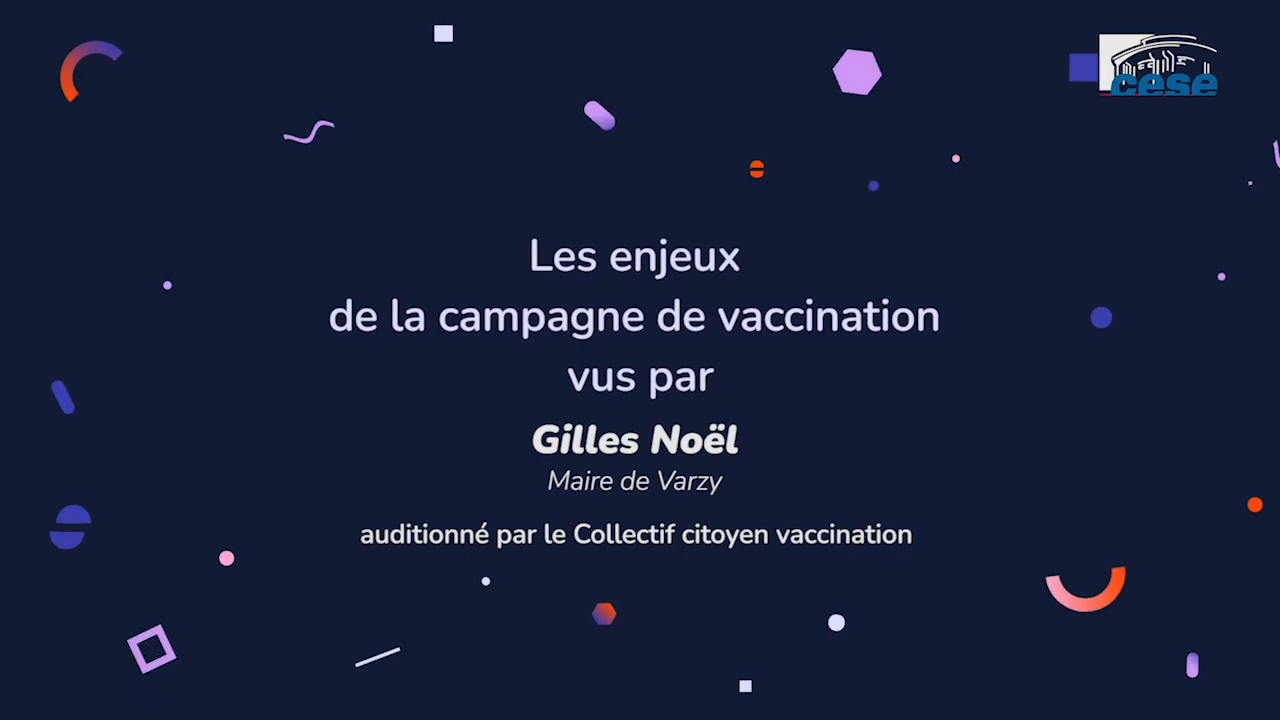 cese
Les enjeux
de la campagne de vaccination
vus par
Gilles Noël
Maire de Varzy
auditionné par le Collectif citoyen vaccination